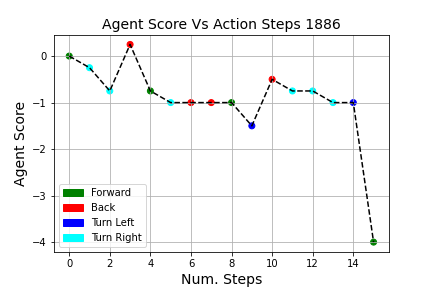 Agent Score Vs Action Steps 1886
Agent Score
0
−1
−2
−3
−4
Forward
Back
Turn Left
Turn Right
0 2 4 6 8 10 12 14
Num. Steps